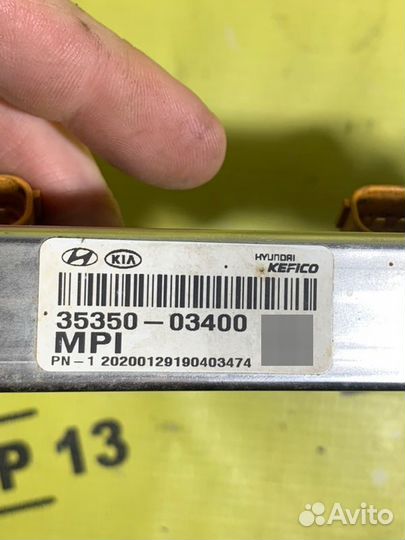 KIA
HYUNDAI
KEFICO
35350-03400
MPI
PN-1 20200129190403474
P 13
Avito